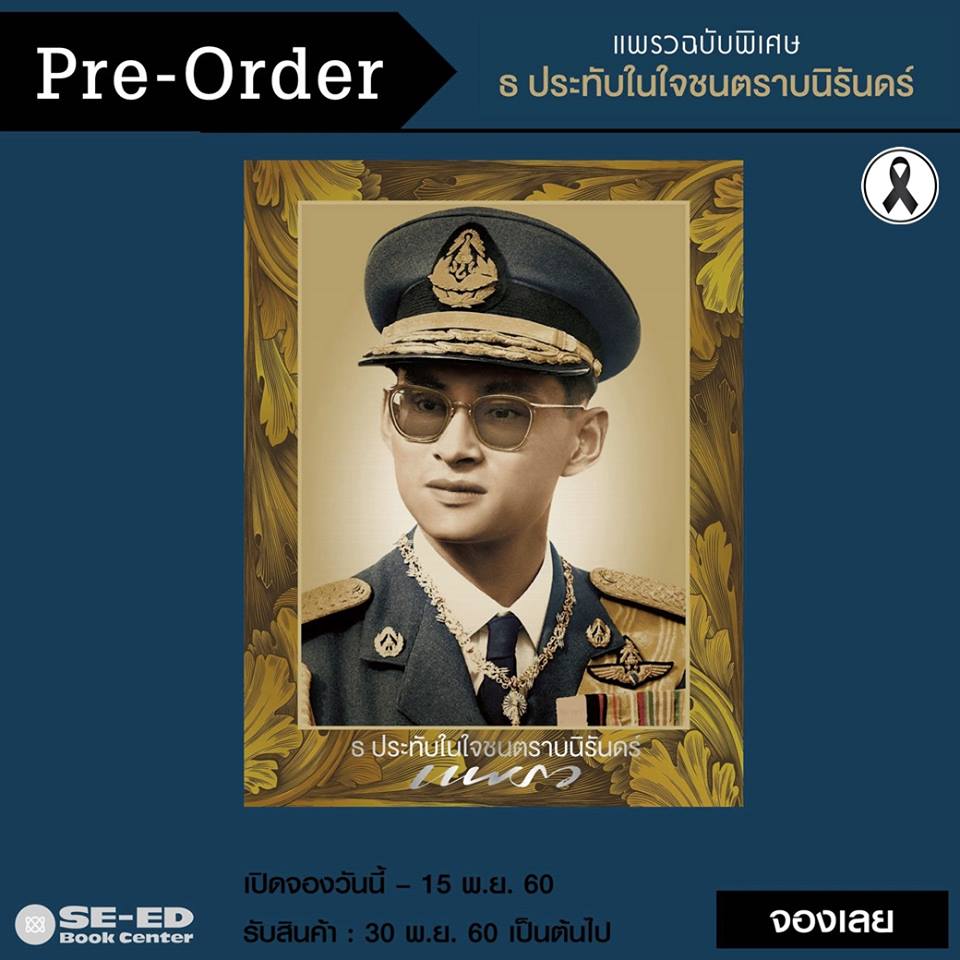 Pre-Order
แพรวฉบับพิเศษ
ธ ประทับในใจชนตราบนิรันดร์
ธ ประทับในใจชนตราบนิรันดร์
แพรว
เปิดจองวันนี้ – 15 พ.ย. 60
รับสินค้า : 30 พ.ย. 60 เป็นต้นไป
SE-ED
Book Center
จองเลย